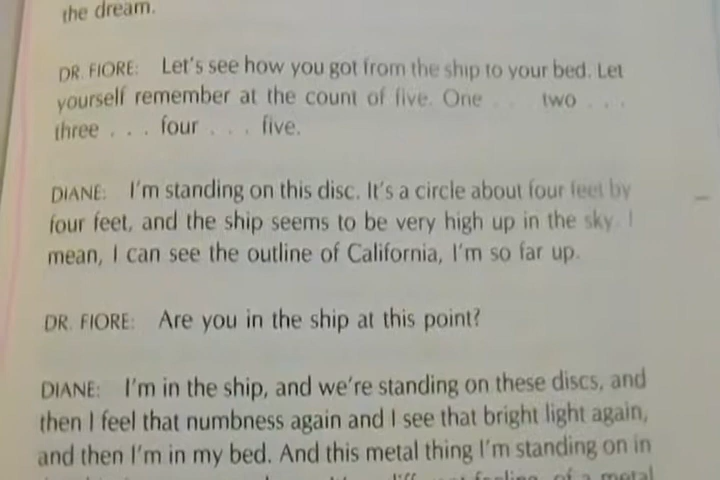 the dream.
DR. FIORE: Let's see how you got from the ship to your bed. Let
yourself remember at the count of five. One . . two . . .
three . . . four . . . five.
DIANE: I'm standing on this disc. It's a circle about four feet by
four feet, and the ship seems to be very high up in the sky. I
mean, I can see the outline of California, I'm so far up.
DR. FIORE: Are you in the ship at this point?
DIANE: I'm in the ship, and we're standing on these discs, and
then I feel that numbness again and I see that bright light again,
and then I'm in my bed. And this metal thing I'm standing on in
feeling of a metal